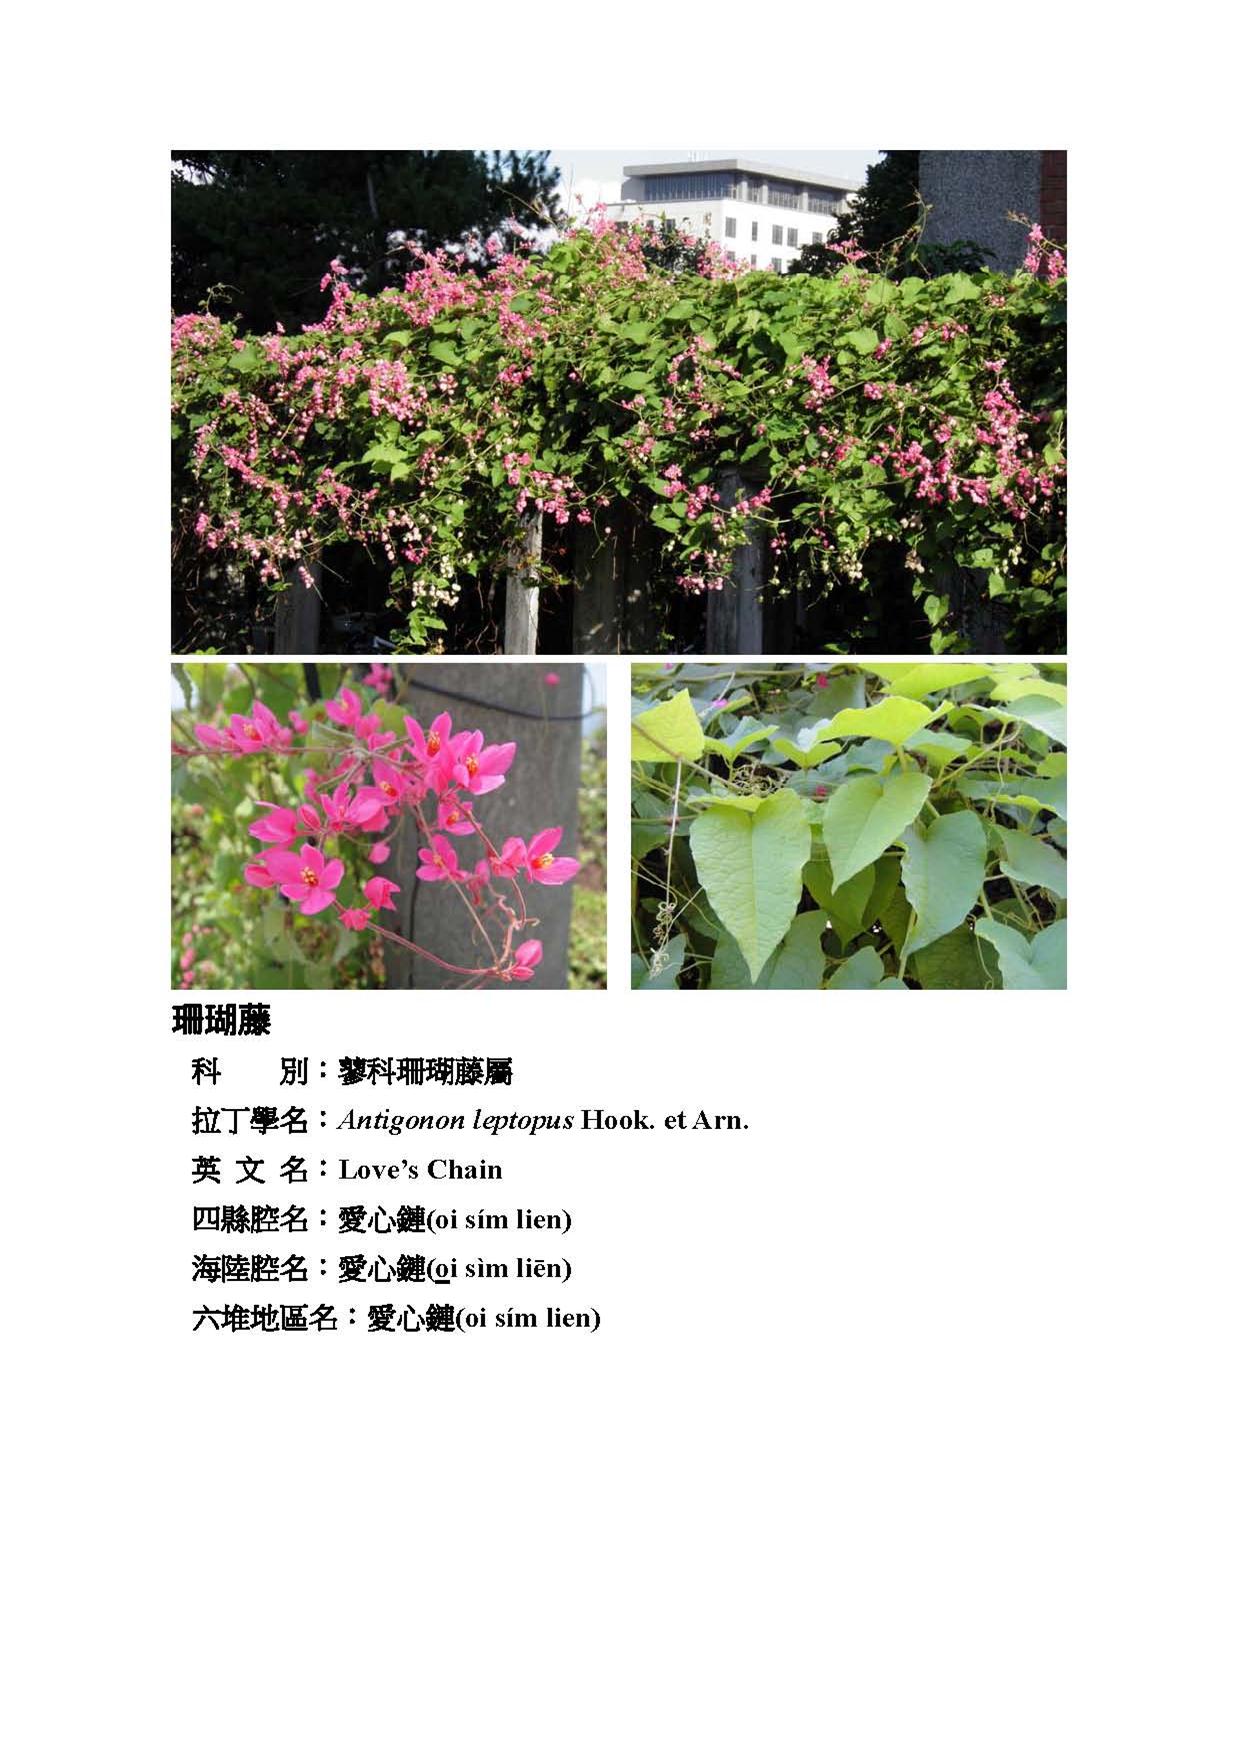 珊瑚藤
科　　別：蓼科珊瑚藤屬
拉丁學名：Antigonon leptopus Hook. et Arn.
英 文 名：Love’s Chain
四縣腔名：愛心鏈(oi sím lien)
海陸腔名：愛心鏈(o̲i sìm liēn)
六堆地區名：愛心鏈(oi sím lien)